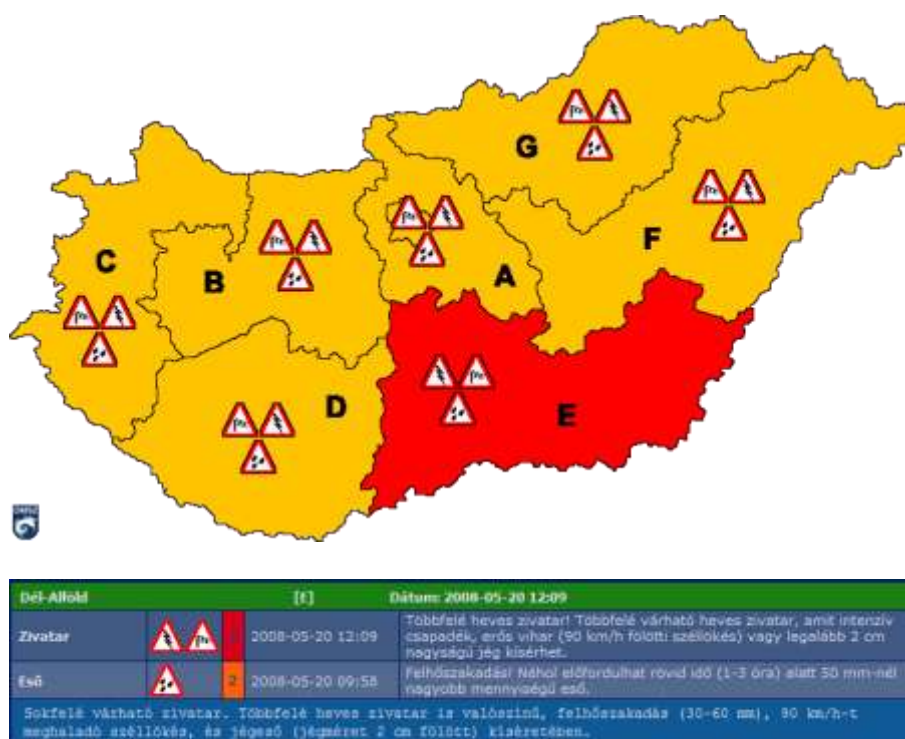 G
F
C
B
A
D
E
Dél-Alföld [E] Dátum: 2008-05-20 12:09
Zivatar 2008-05-20 12:09 Többfelé heves zivatar! Többfelé várható heves zivatar, amit intenzív
csapadék, erős vihar (90 km/h fölötti széllökés) vagy legalább 2 cm
nagyságú jég kísérhet.
Eső 2 2008-05-20 09:58 Felhőszakadás! Néhol előfordulhat rövid idő (1-3 óra) alatt 50 mm-nél
nagyobb mennyiségű eső.
Sokfelé várható zivatar. Többfelé heves zivatar is valószínű, felhőszakadás (30-60 mm), 90 km/h-t
meghaladó széllökés, és jégeső (jégméret 2 cm fölött) kíséretében.